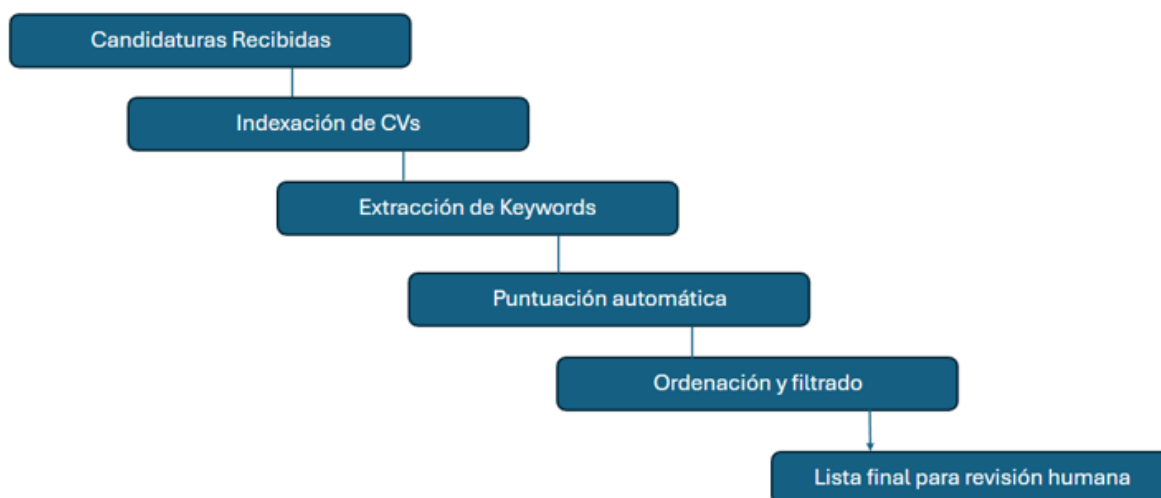 Candidaturas Recibidas
Indexación de CVs
Extracción de Keywords
Puntuación automática
Ordenación y filtrado
Lista final para revisión humana